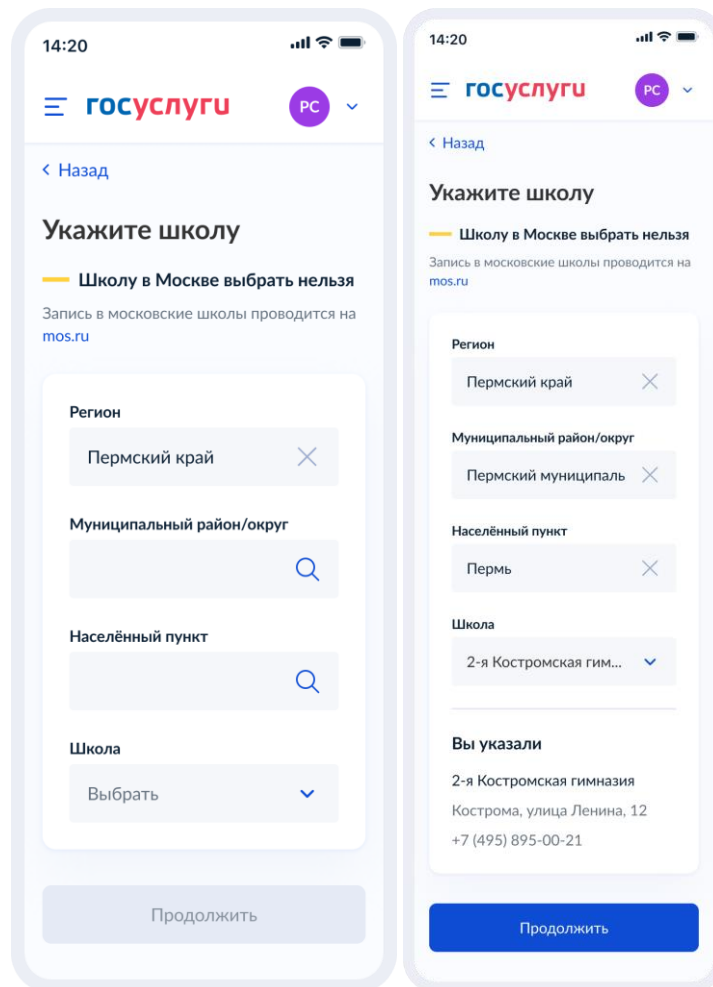 14:20
госуслуги
РС
Назад
Укажите школу
Школу в Москве выбрать нельзя
Запись в московские школы проводится на
mos.ru
Регион
Пермский край
Муниципальный район/округ
Населённый пункт
Школа
Выбрать
Продолжить
14:20
госуслуги
РС
Назад
Укажите школу
Школу в Москве выбрать нельзя
Запись в московские школы проводится на
mos.ru
Регион
Пермский край
Муниципальный район/округ
Пермский муниципаль
Населённый пункт
Пермь
Школа
2-я Костромская гим...
Вы указали
2-я Костромская гимназия
Кострома, улица Ленина, 12
+7 (495) 895-00-21
Продолжить